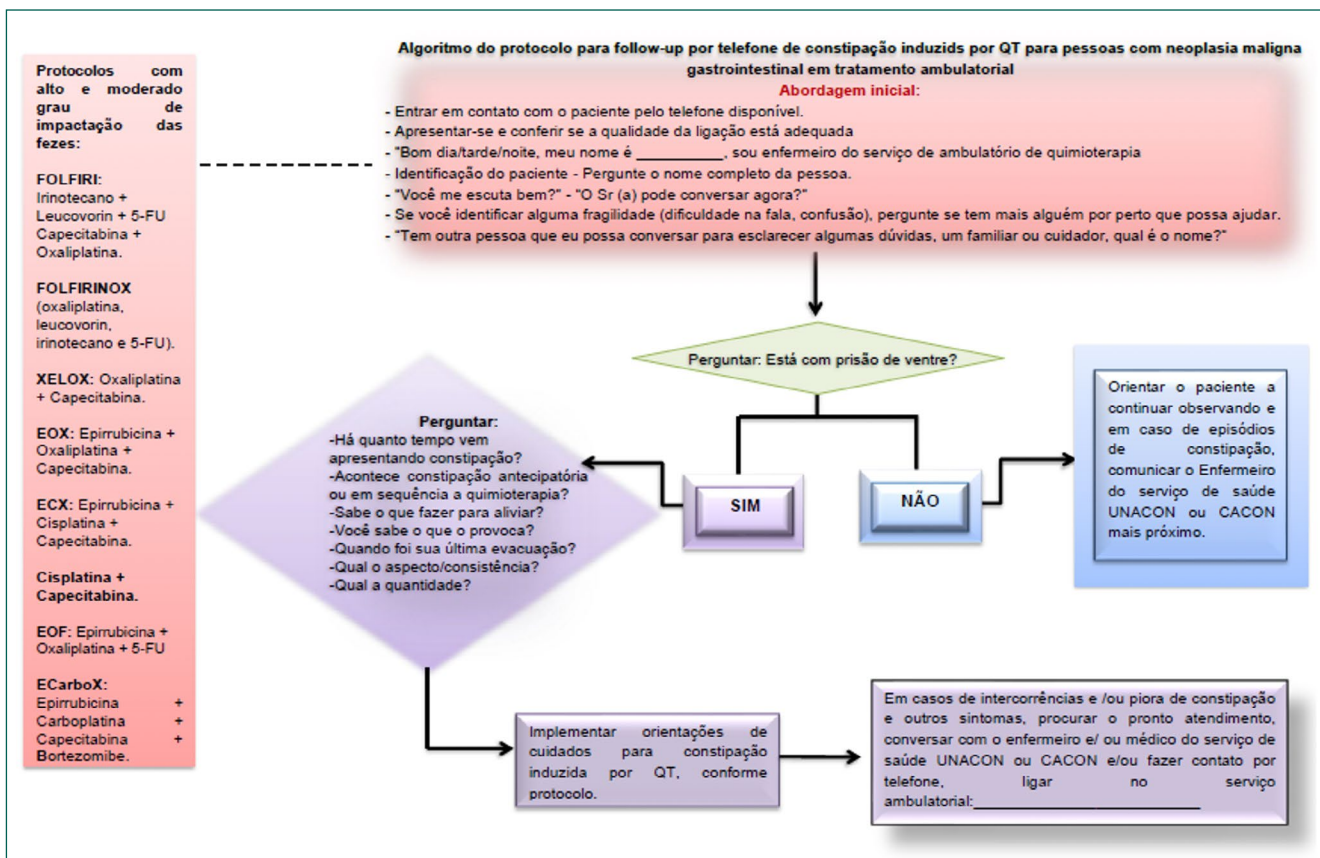 Algoritmo do protocolo para follow-up por telefone de constipação induzids por QT para pessoas com neoplasia maligna
gastrointestinal em tratamento ambulatorial
Abordagem inicial:
- Entrar em contato com o paciente pelo telefone disponível.
- Apresentar-se e conferir se a qualidade da ligação está adequada
- "Bom dia/tarde/noite, meu nome é __________, sou enfermeiro do serviço de ambulatório de quimioterapia
- Identificação do paciente - Pergunte o nome completo da pessoa.
- "Você me escuta bem?" - "O Sr (a) pode conversar agora?"
- Se você identificar alguma fragilidade (dificuldade na fala, confusão), pergunte se tem mais alguém por perto que possa ajudar.
- "Tem outra pessoa que eu possa conversar para esclarecer algumas dúvidas, um familiar ou cuidador, qual é o nome?"
Protocolos com
alto e moderado
grau de
impactação das
fezes:
FOLFIRI:
Irinotecano +
Leucovorin + 5-FU
Capecitabina +
Oxaliplatina.
FOLFIRINOX
(oxaliplatina,
leucovorin,
irinotecano e 5-FU).
XELOX: Oxaliplatina
+ Capecitabina.
EOX: Epirrubicina +
Oxaliplatina +
Capecitabina.
ECX: Epirrubicina +
Cisplatina +
Capecitabina.
Cisplatina +
Capecitabina.
EOF: Epirrubicina +
Oxaliplatina + 5-FU
ECarboX:
Epirrubicina +
Carboplatina +
Capecitabina +
Bortezomibe.
Perguntar: Está com prisão de ventre?
SIM
NÃO
Orientar o paciente a
continuar observando e
em caso de episódios
de constipação,
comunicar o Enfermeiro
do serviço de saúde
UNACON ou CACON
mais próximo.
Perguntar:
-Há quanto tempo vem
apresentando constipação?
-Acontece constipação antecipatória
ou em sequência a quimioterapia?
-Sabe o que fazer para aliviar?
-Você sabe o que o provoca?
-Quando foi sua última evacuação?
-Qual o aspecto/consistência?
-Qual a quantidade?
Implementar orientações de
cuidados para constipação
induzida por QT, conforme
protocolo.
Em casos de intercorrências e /ou piora de constipação
e outros sintomas, procurar o pronto atendimento,
conversar com o enfermeiro e/ ou médico do serviço de
saúde UNACON ou CACON e/ou fazer contato por
telefone, ligar no serviço
ambulatorial:__________________________